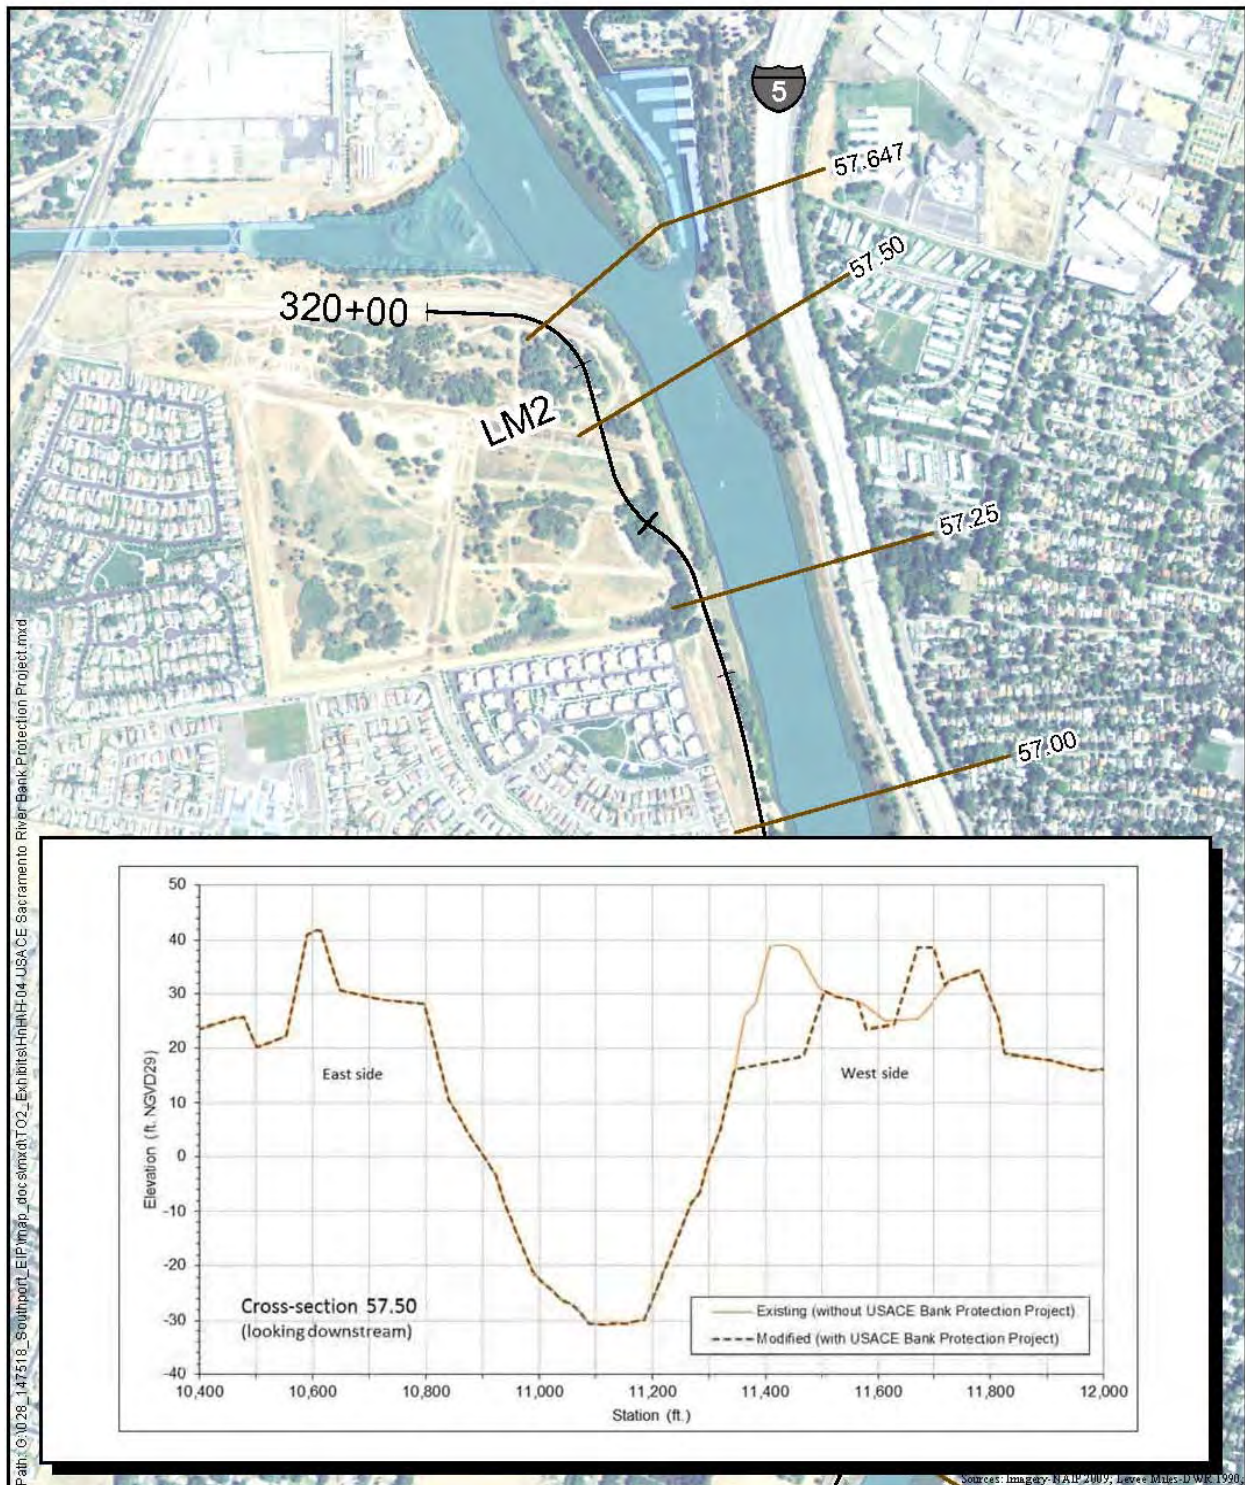 5
57.647
57.50
320+00
LM2
57.25
57.00
Path: G:\028_147518_Southport_EIP\map_docs\mxd\TO2_Exhibits\HnH\H-04 USACE Sacramento River Bank Protection Project.mxd
50
40
30
20
10
0
-10
-20
-30
-40
Elevation (ft. NGVD29)
East side
West side
Cross-section 57.50
(looking downstream)
Existing (without USACE Bank Protection Project)
Modified (with USACE Bank Protection Project)
10,400 10,600 10,800 11,000 11,200 11,400 11,600 11,800 12,000
Station (ft.)
Sources: Imagery-NAIP 2009; Levee Miles-DWR 1990,